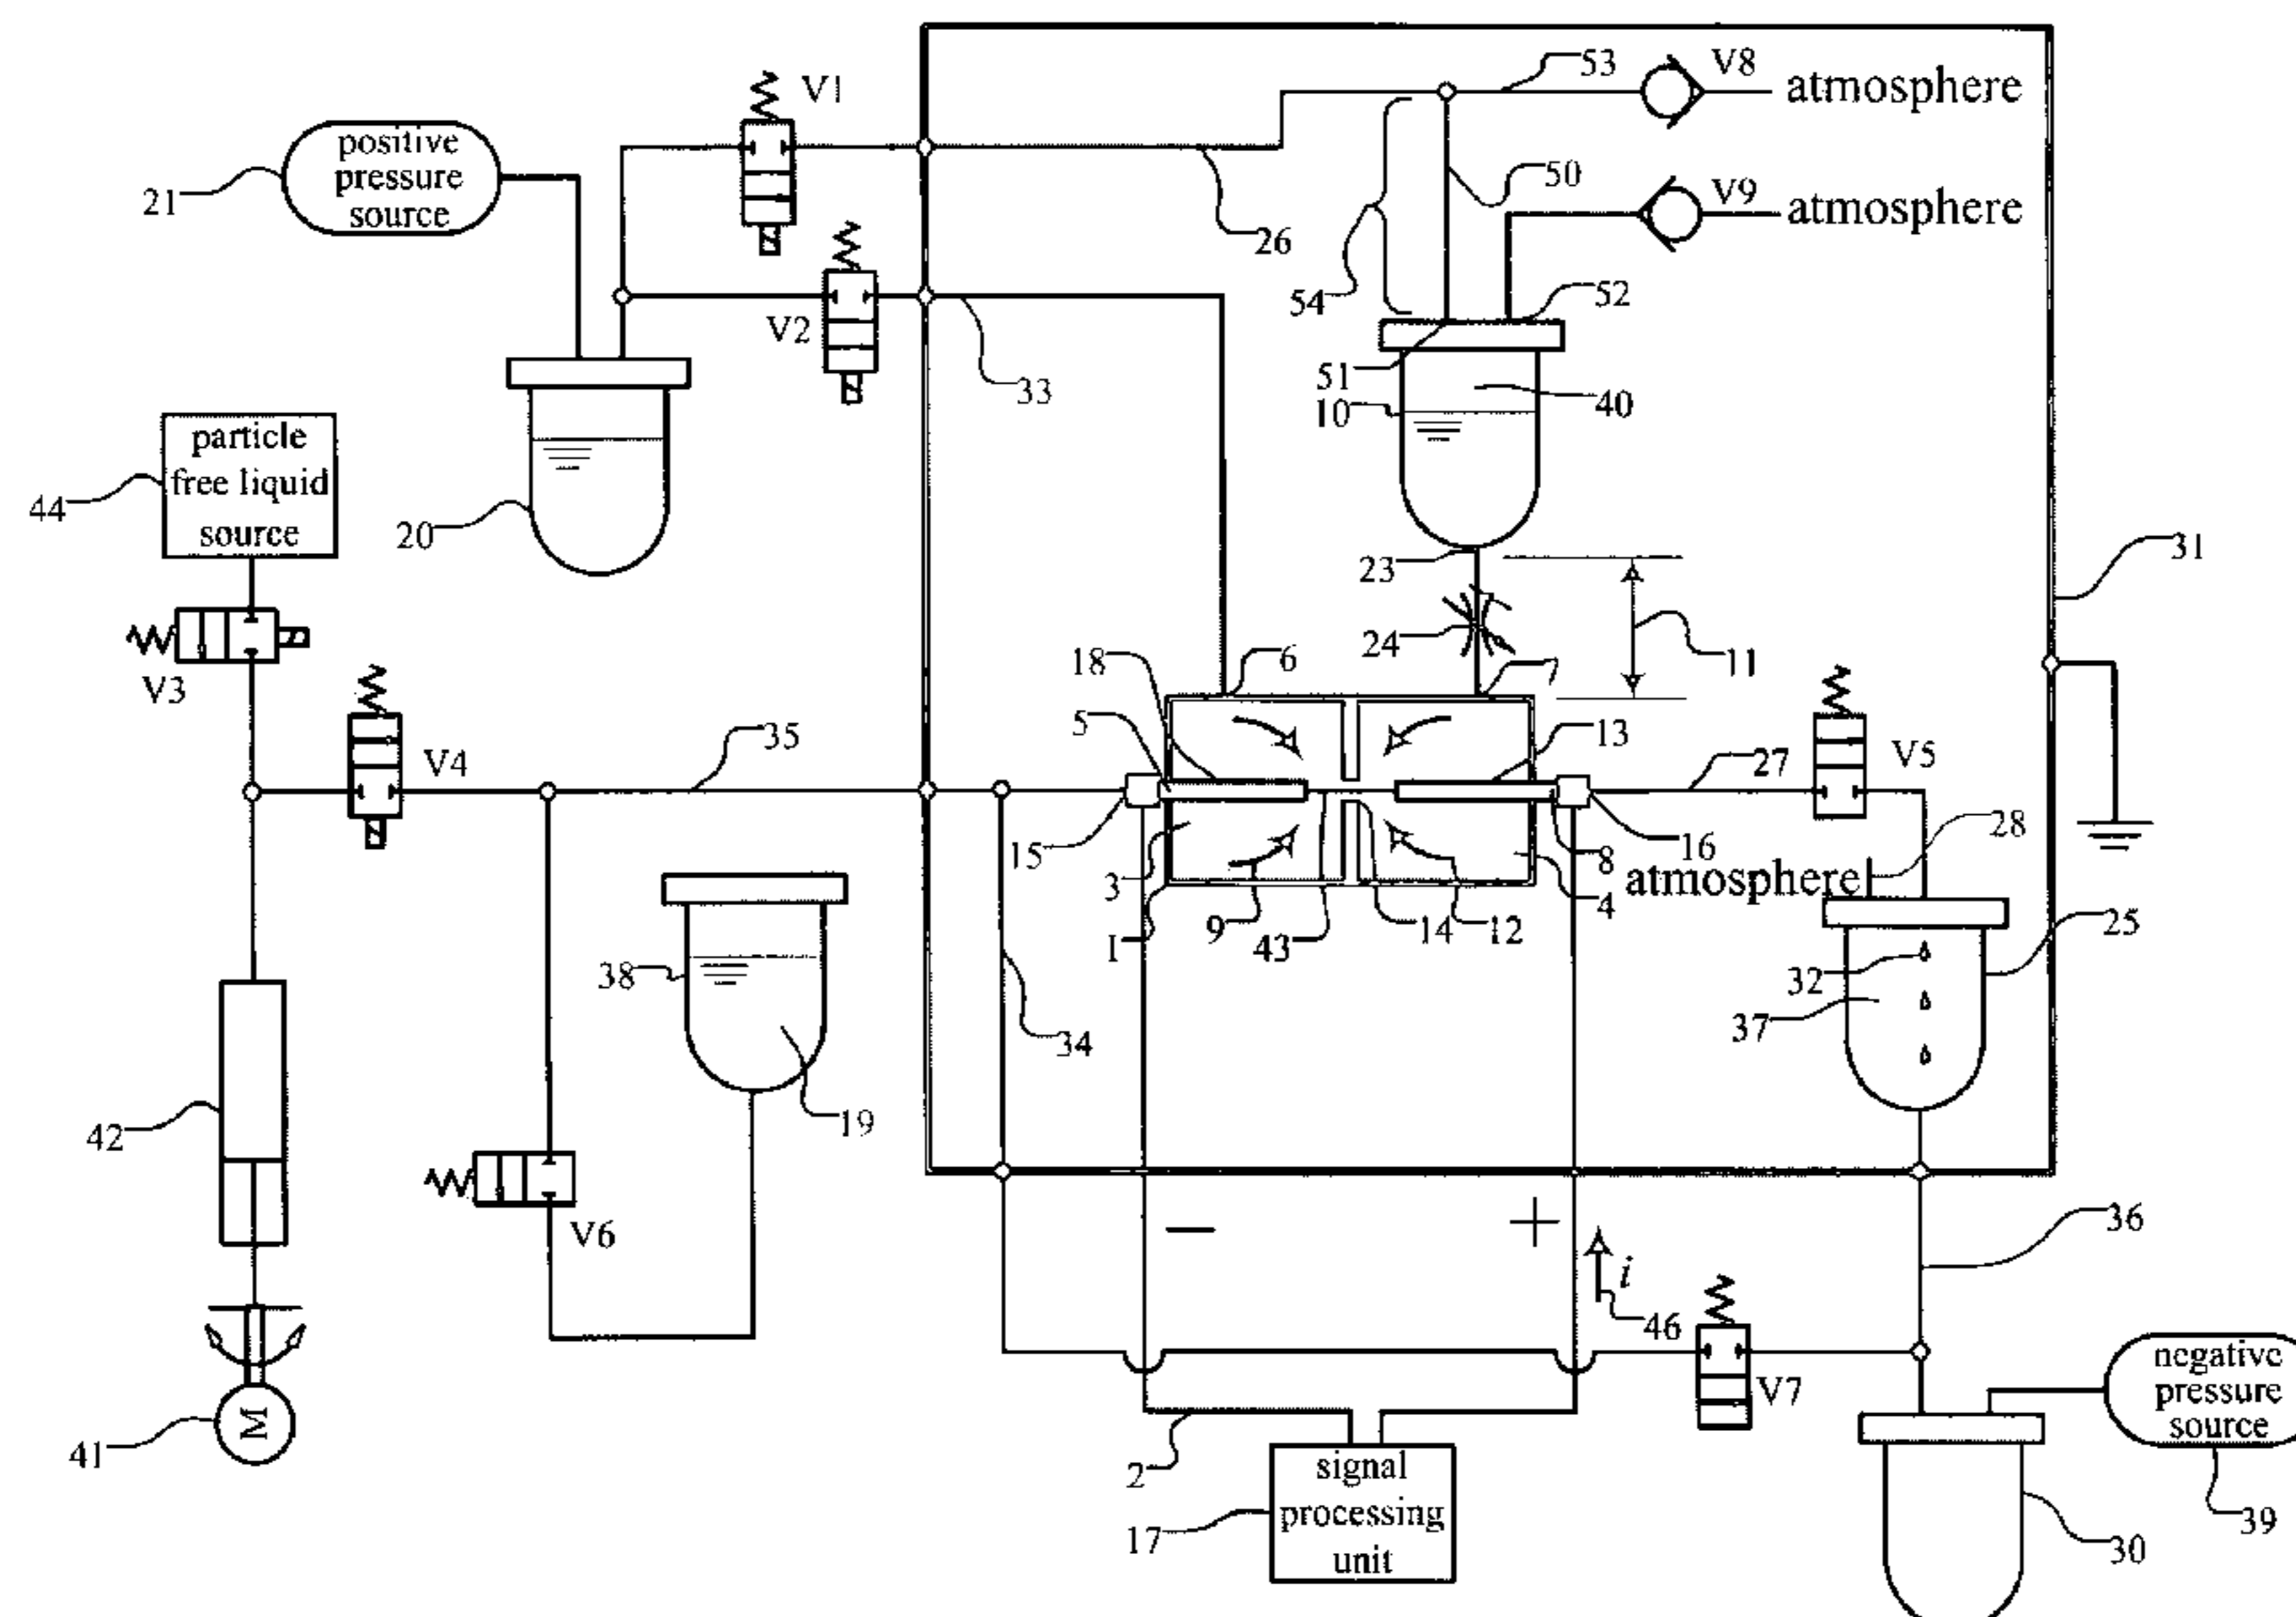 53
V8
atmosphere
V1
positive
pressure
source
21
50
V9
atmosphere
26
54
52
V2
33
51
10
40
particle
free liquid
source
44
20
23
31
24
11
V3
18
6
7
5
13
35
V4
27
V5
28
15
3
8
16
atmosphere
4
1
9
43
14
12
25
38
32
37
34
42
19
36
V6
−
+
i
46
negative
pressure
source
V7
41
M
2
signal
processing
unit
17
39
30